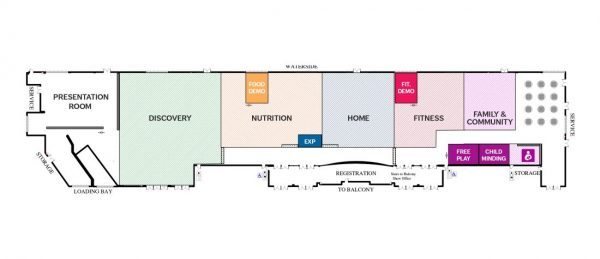 WATERSIDE
PRESENTATION
ROOM
DISCOVERY
FOOD
DEMO
NUTRITION
EXP
HOME
FIT.
DEMO
FITNESS
FAMILY &
COMMUNITY
SERVICE
SERVICE
STORAGE
LOADING BAY
REGISTRATION
TO BALCONY
Stairs to Balcony
Show Office
FREE
PLAY
CHILD
MINDING
STORAGE